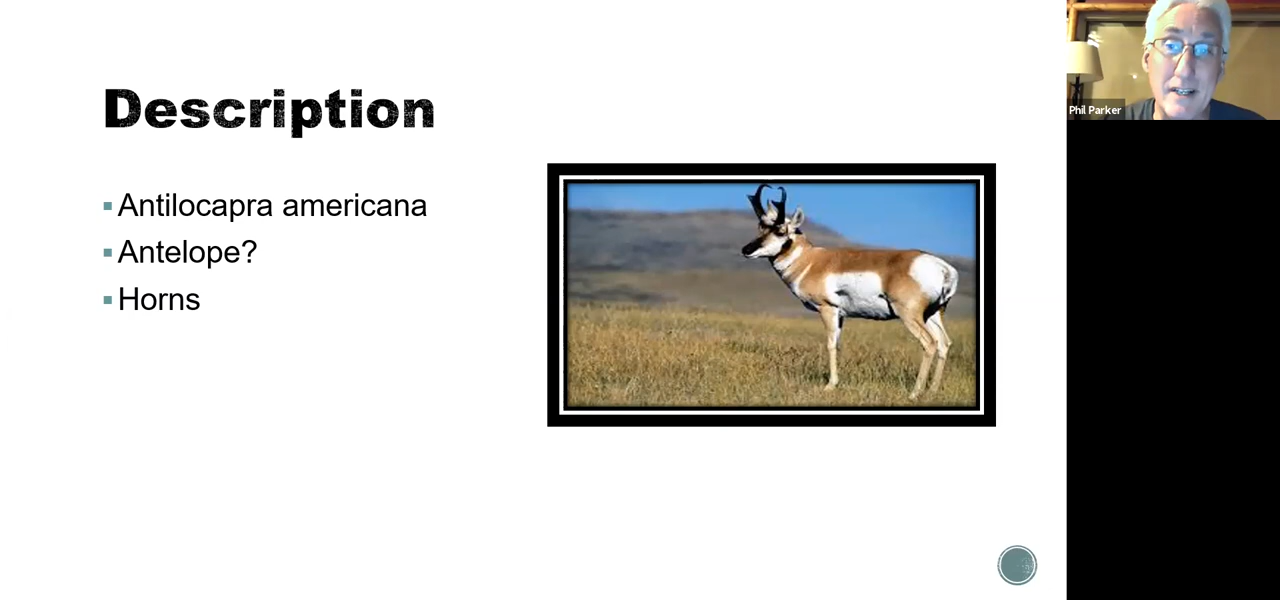 Description
Antilocapra americana
Antelope?
Horns
Phil Parker